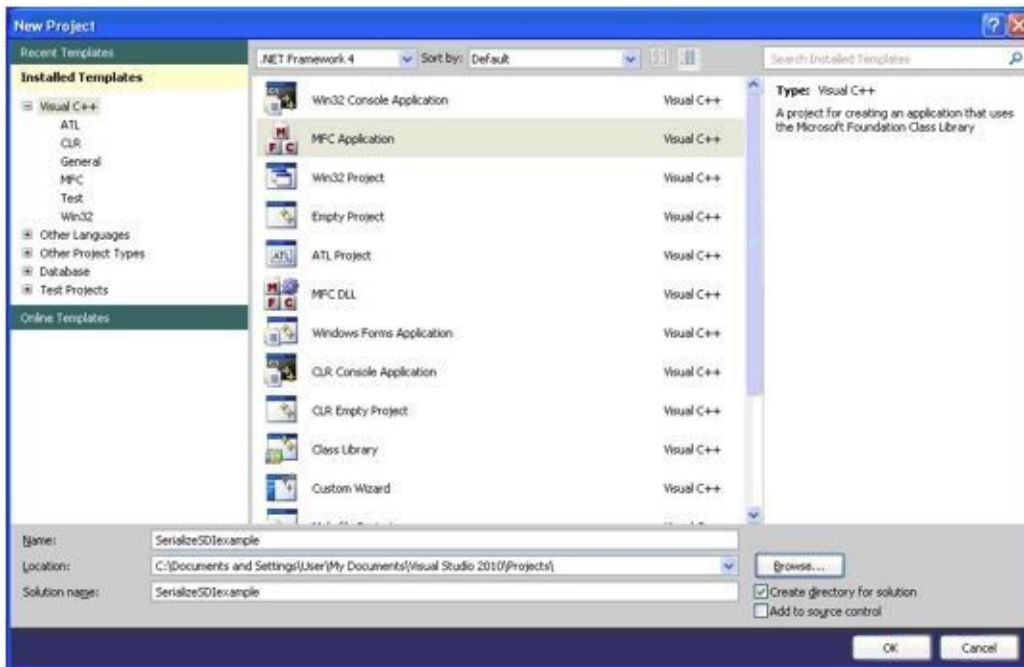 New Project
Recent Templates
Installed Templates
Visual C++
ATL
CLR
General
MFC
Test
Win32
Other Languages
Other Project Types
Database
Test Projects
Online Templates
.NET Framework 4 Sort by: Default
Win32 Console Application Visual C++
MFC Application Visual C++
Win32 Project Visual C++
Empty Project Visual C++
ATL Project Visual C++
MFC DLL Visual C++
Windows Forms Application Visual C++
CLR Console Application Visual C++
CLR Empty Project Visual C++
Class Library Visual C++
Custom Wizard Visual C++
Search Installed Templates
Type: Visual C++
A project for creating an application that uses
the Microsoft Foundation Class Library
Name: SerializeSDIexample
Location: C:\Documents and Settings\User\My Documents\Visual Studio 2010\Projects\
Browse...
Solution name: SerializeSDIexample
Create directory for solution
Add to source control
OK Cancel